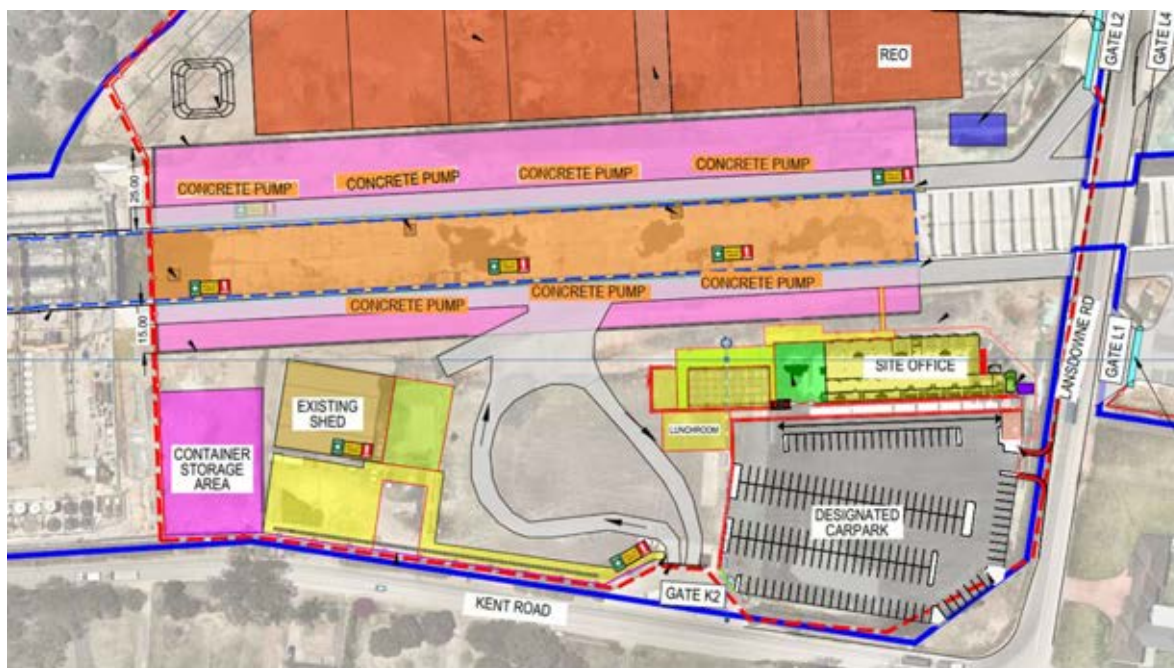 GATE L2
GATE L4
REO
CONCRETE PUMP
CONCRETE PUMP
CONCRETE PUMP
CONCRETE PUMP
25.00
15.00
CONCRETE PUMP
CONCRETE PUMP
CONCRETE PUMP
LANSDOWNE RD
GATE L1
SITE OFFICE
EXISTING
SHED
LUNCHROOM
CONTAINER
STORAGE
AREA
DESIGNATED
CARPARK
GATE K2
KENT ROAD